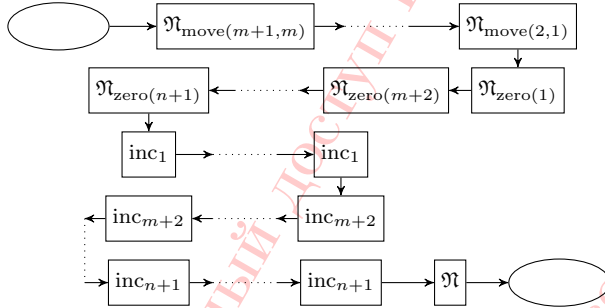 𝔑move(m+1,m) 𝔑move(2,1)
𝔑zero(n+1) 𝔑zero(m+2) 𝔑zero(1)
inc1 inc1
incm+2 incm+2
incn+1 incn+1 𝔑
доступ